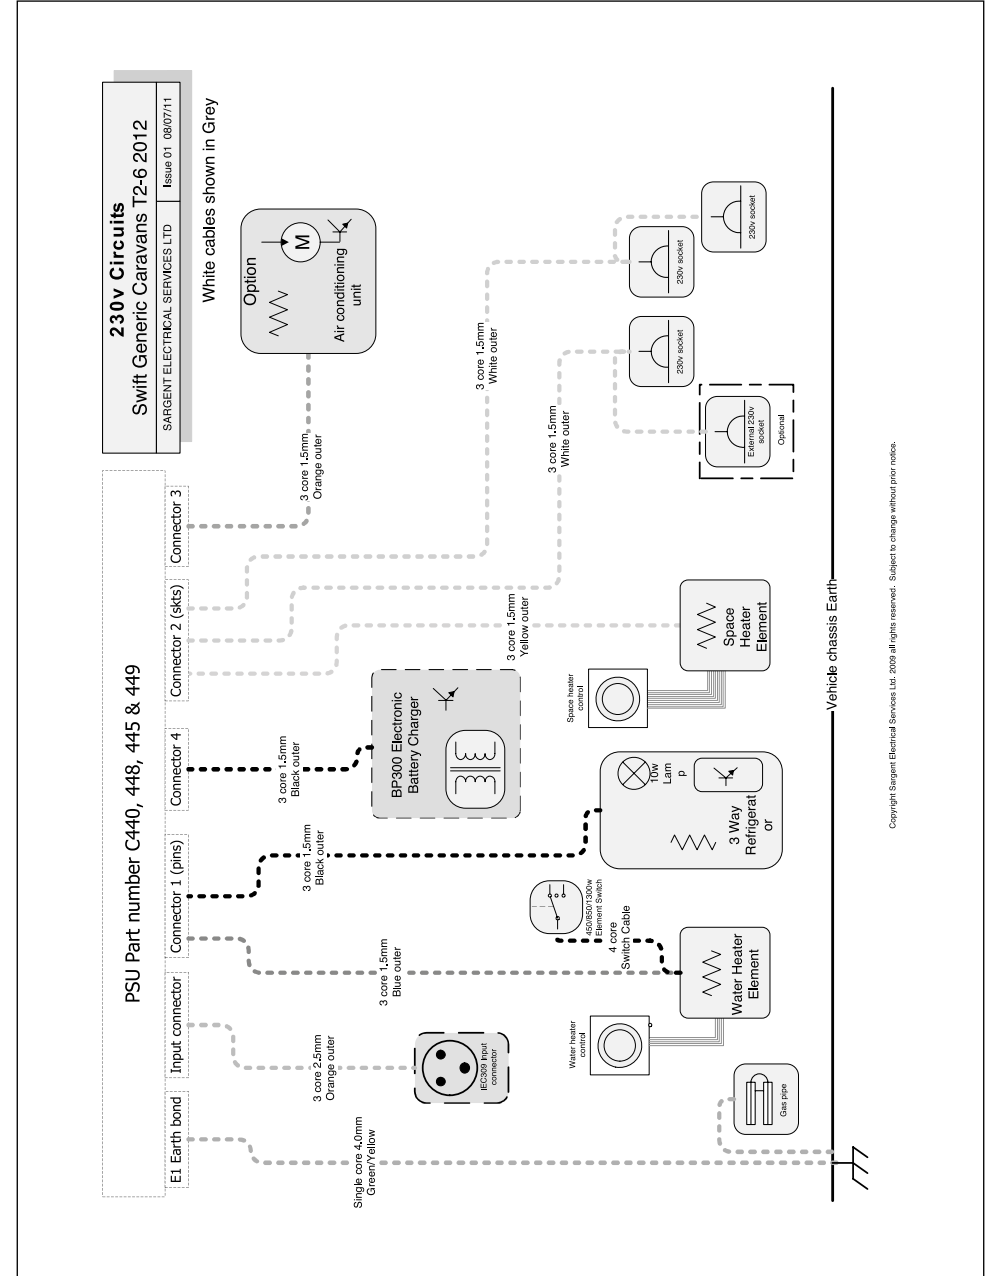 230v Circuits
Swift Generic Caravans T2-6 2012
SARGENT ELECTRICAL SERVICES LTD
Issue 01 08/07/11
White cables shown in Grey
PSU Part number C440, 448, 445 & 449
E1 Earth bond
Input connector
Connector 1 (pins)
Connector 4
Connector 2 (skts)
Connector 3
Single core 4.0mm
Green/Yellow
3 core 2.5mm
Orange outer
3 core 1.5mm
Blue outer
3 core 1.5mm
Black outer
3 core 1.5mm
Black outer
3 core 1.5mm
Yellow outer
3 core 1.5mm
White outer
3 core 1.5mm
White outer
3 core 1.5mm
Orange outer
Option
M
Air conditioning
unit
IEC309 Input
connector
BP300 Electronic
Battery Charger
450/850/1300w
Element Switch
4 core
Switch Cable
Water heater
control
Water Heater
Element
10w
Lam
p
3 Way
Refrigerat
or
Space heater
control
Space
Heater
Element
External 230v
socket
Optional
230v socket
230v socket
230v socket
Gas pipe
Vehicle chassis Earth
Copyright Sargent Electrical Services Ltd. 2009 all rights reserved. Subject to change without prior notice.